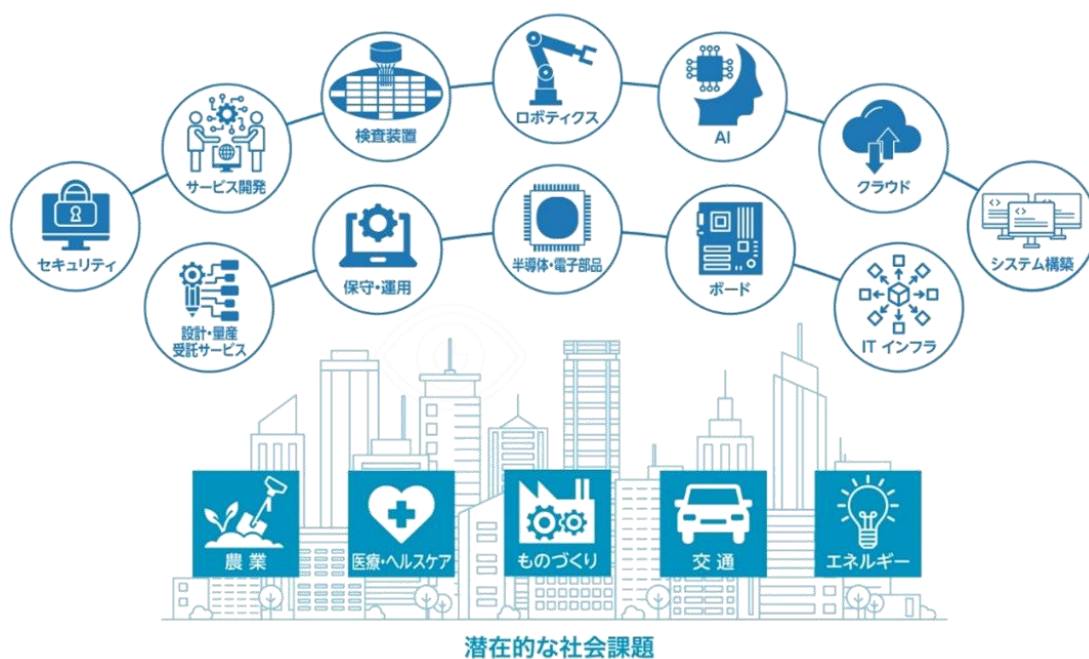 セキュリティ
サービス開発
検査装置
ロボティクス
AI
クラウド
システム構築
設計・量産
受託サービス
保守・運用
半導体・電子部品
ボード
IT インフラ
農業
医療・ヘルスケア
ものづくり
交通
エネルギー
潜在的な社会課題